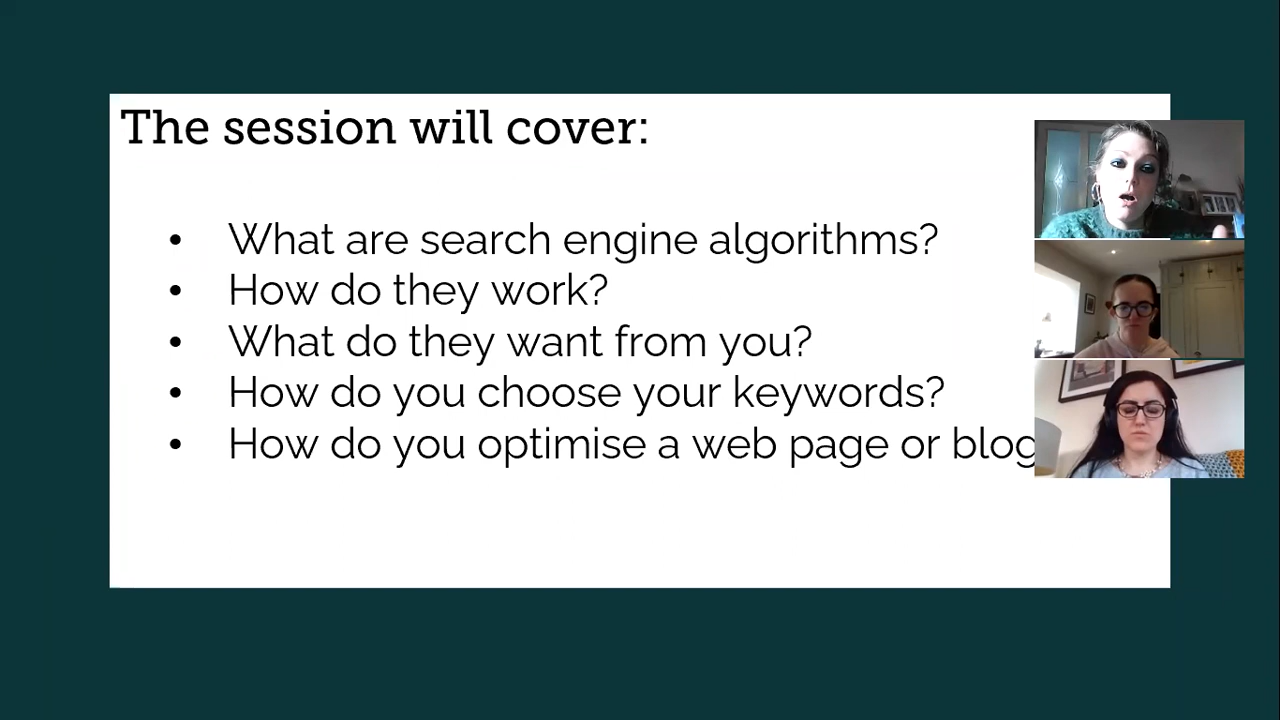 The session will cover:
• What are search engine algorithms?
• How do they work?
• What do they want from you?
• How do you choose your keywords?
• How do you optimise a web page or blog